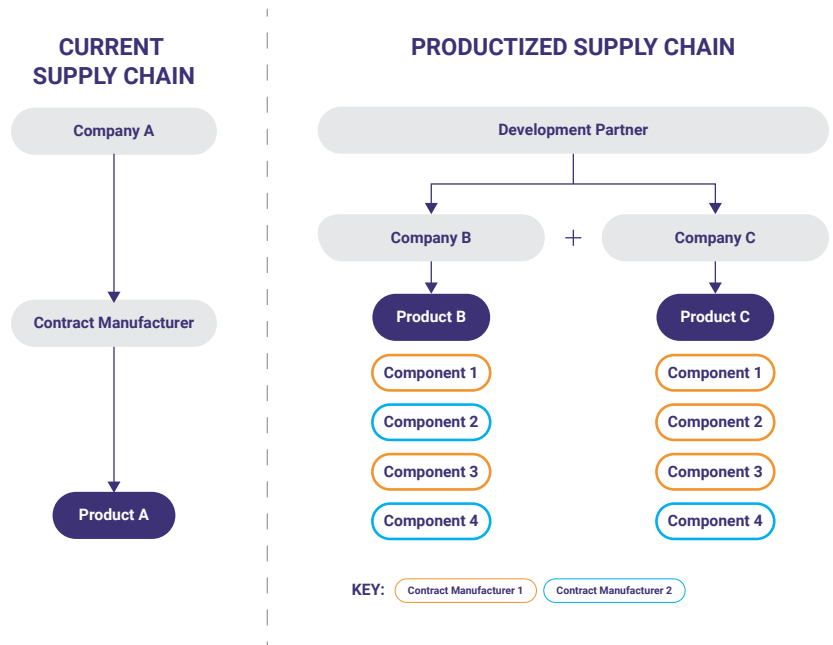 CURRENT
SUPPLY CHAIN
Company A
Contract Manufacturer
Product A
PRODUCTIZED SUPPLY CHAIN
Development Partner
Company B
+
Company C
Product B
Component 1
Component 2
Component 3
Component 4
Product C
Component 1
Component 2
Component 3
Component 4
KEY:
Contract Manufacturer 1
Contract Manufacturer 2